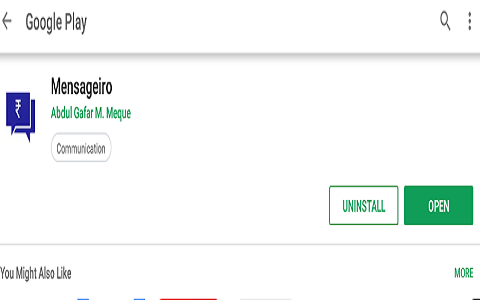 Google Play
Mensageiro
₹
Abdul Gafar M. Meque
Communication
UNINSTALL
OPEN
You Might Also Like
MORE